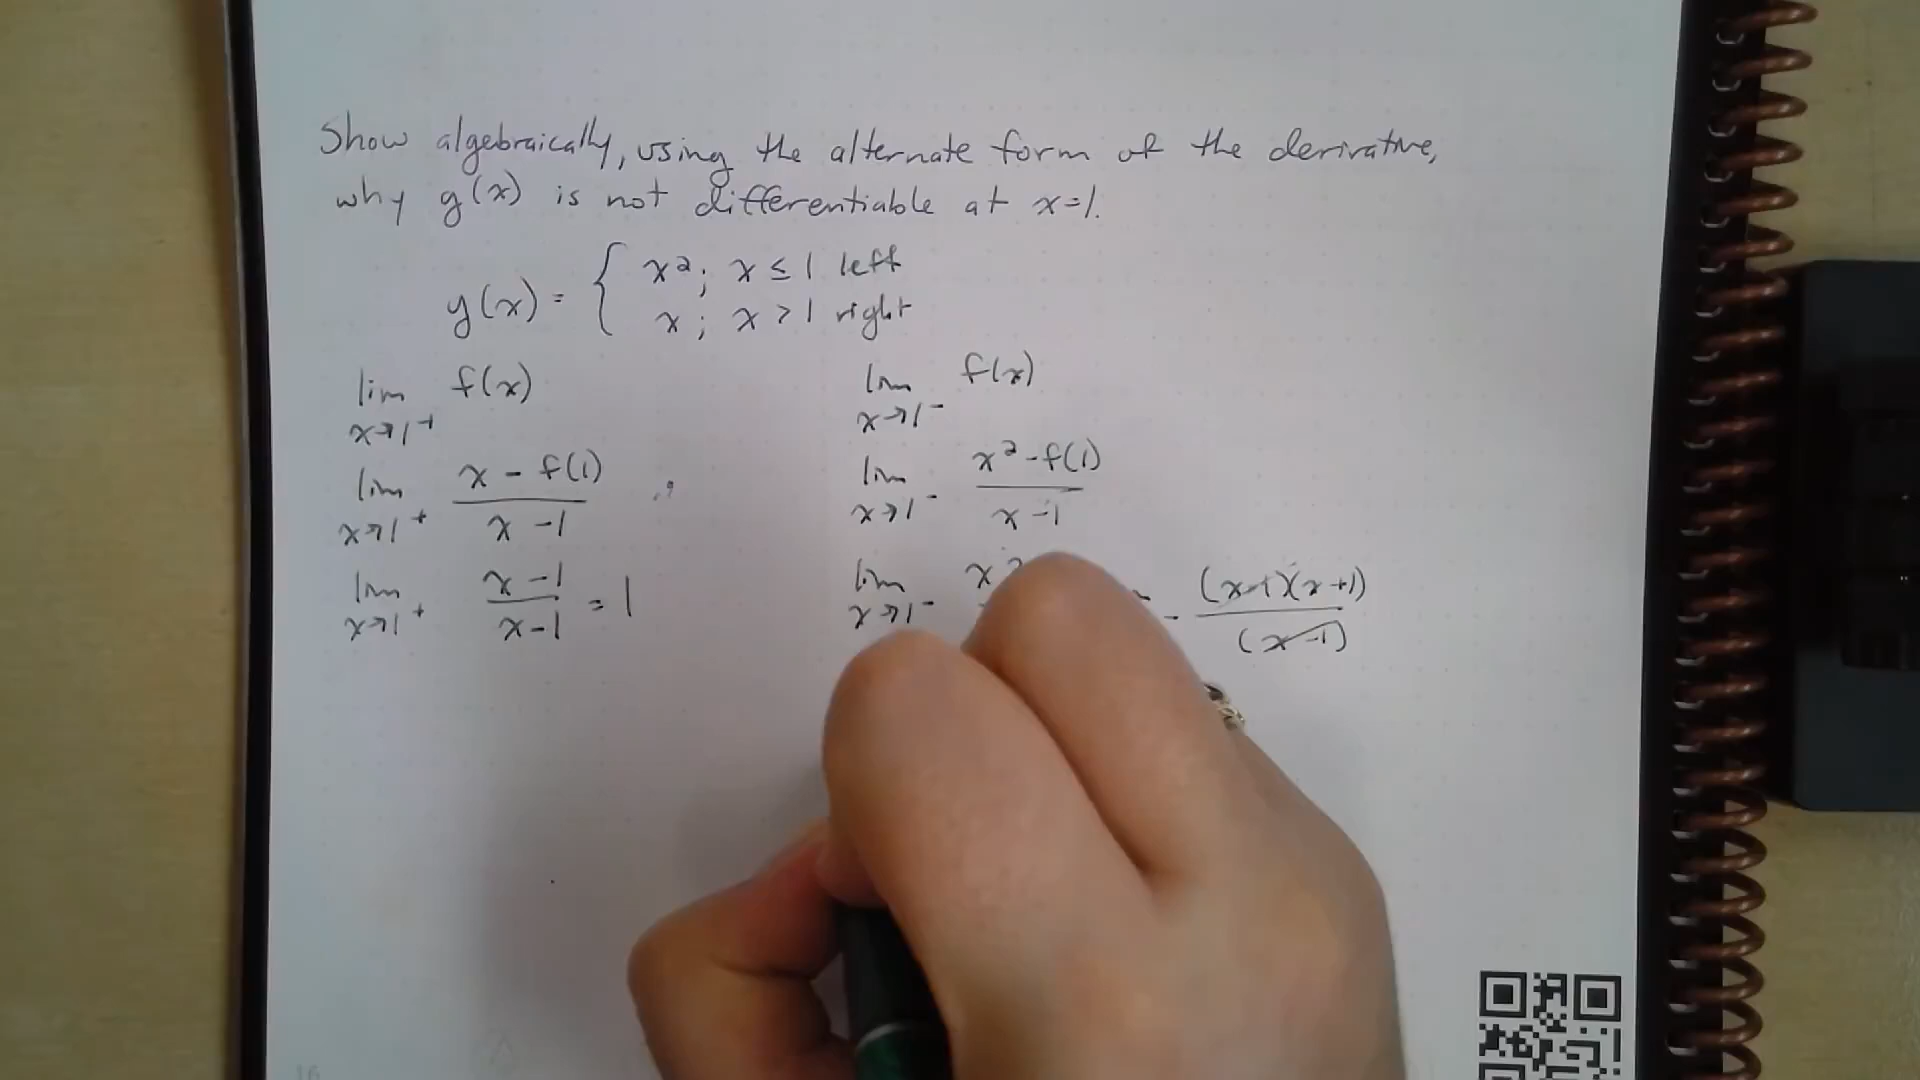 Show algebraically, using the alternate form of the derivative,
why g(x) is not differentiable at x=1.
y(x) = { x²; x ≤ 1 left
x; x > 1 right
lim x→1⁺ f(x)
lim x→1⁺ (x - f(1))/(x - 1) ,
lim x→1⁺ (x - 1)/(x - 1) = 1
lim x→1⁻ f(x)
lim x→1⁻ (x² - f(1))/(x - 1)
lim x→1⁻ x² = (x-1)(x+1)/(x-1)
16